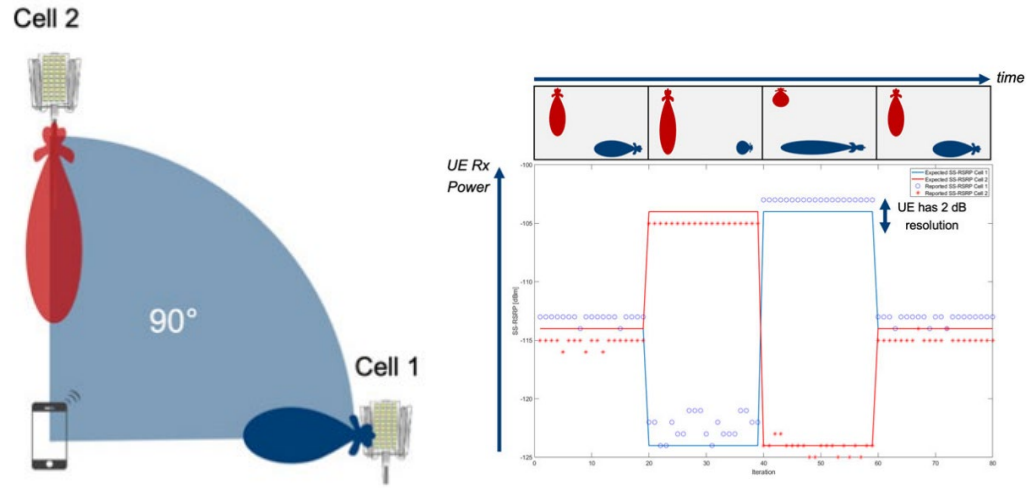 Cell 2
90°
Cell 1
time
UE Rx
Power
-100
-105
-110
-115
-120
-125
SS-RSRP [dBm]
Expected SS-RSRP Cell 1
Expected SS-RSRP Cell 2
Reported SS-RSRP Cell 1
Reported SS-RSRP Cell 2
UE has 2 dB
resolution
0 10 20 30 40 50 60 70 80
Iteration